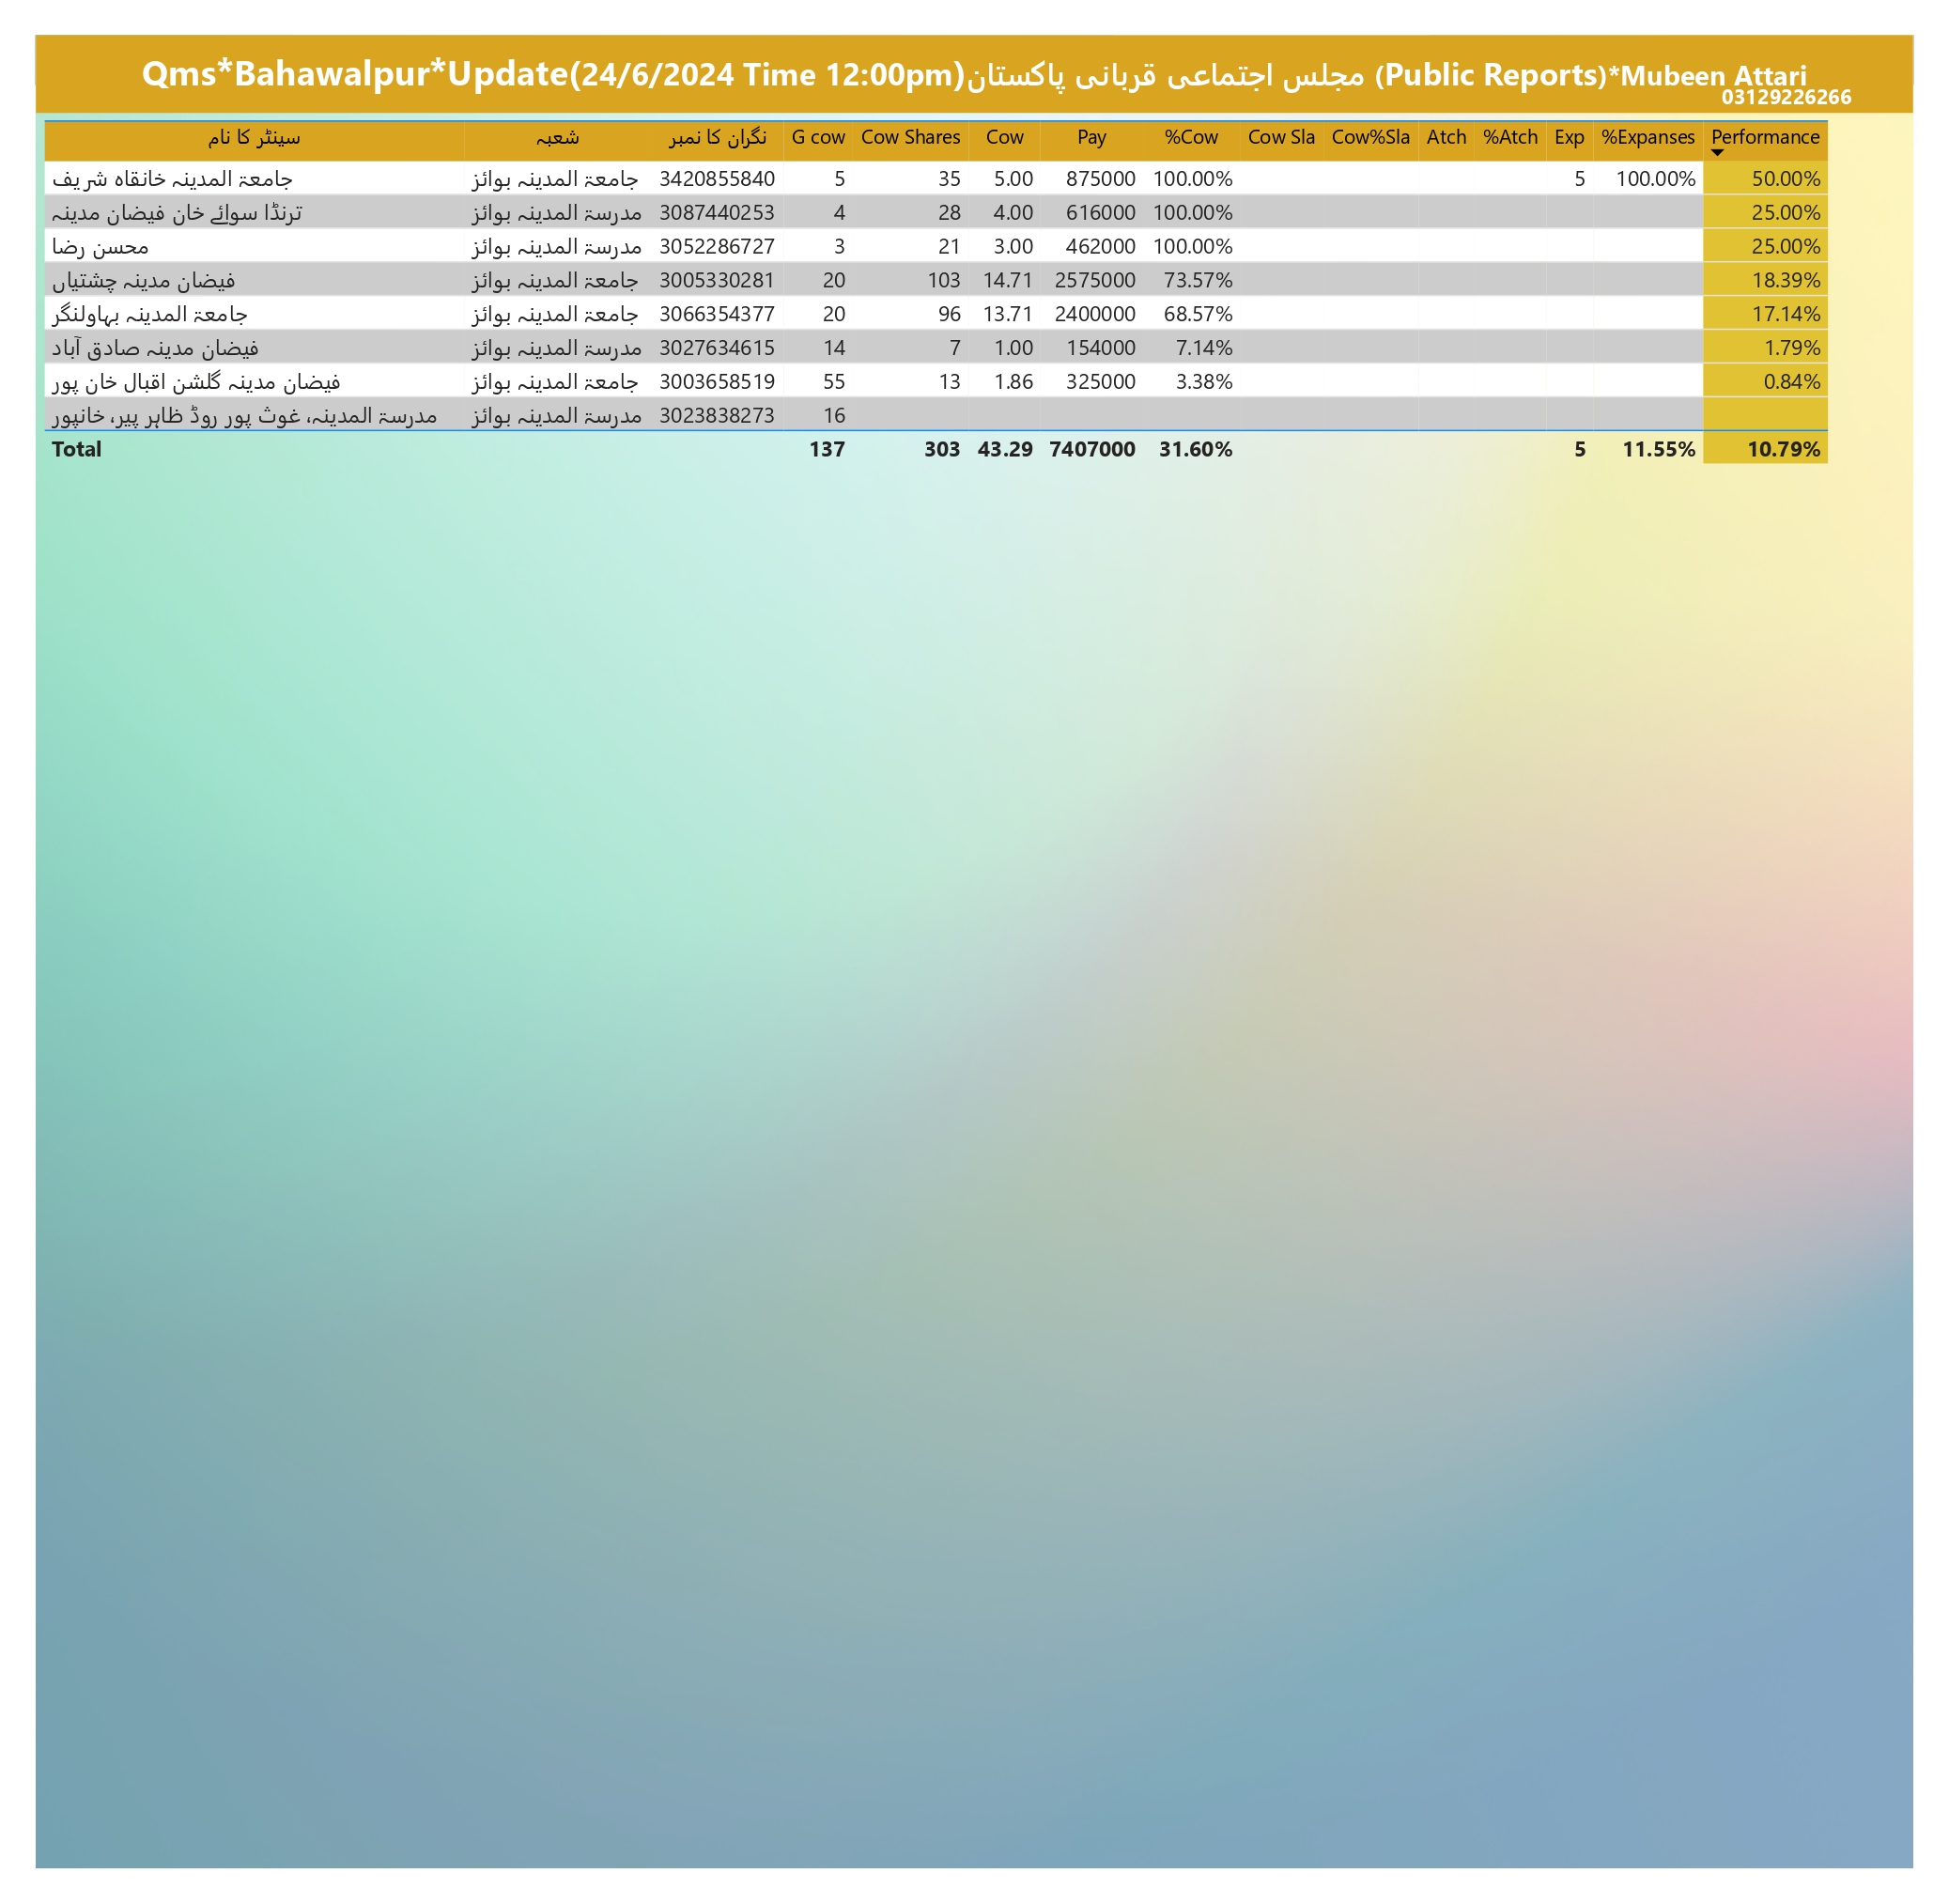 Qms*Bahawalpur*Update(24/6/2024 Time 12:00pm)مجلس اجتماعی قربانی پاکستان (Public Reports)*Mubeen Attari
03129226266
سینٹر کا نام شعبہ نگران کا نمبر G cow Cow Shares Cow Pay %Cow Cow Sla Cow%Sla Atch %Atch Exp %Expanses Performance
جامعۃ المدینہ خانقاہ شریف جامعۃ المدینہ بوائز 3420855840 5 35 5.00 875000 100.00% 5 100.00% 50.00%
ترنڈا سوائے خان فیضان مدینہ مدرسۃ المدینہ بوائز 3087440253 4 28 4.00 616000 100.00% 25.00%
محسن رضا مدرسۃ المدینہ بوائز 3052286727 3 21 3.00 462000 100.00% 25.00%
فیضان مدینہ چشتیاں جامعۃ المدینہ بوائز 3005330281 20 103 14.71 2575000 73.57% 18.39%
جامعۃ المدینہ بہاولنگر جامعۃ المدینہ بوائز 3066354377 20 96 13.71 2400000 68.57% 17.14%
فیضان مدینہ صادق آباد مدرسۃ المدینہ بوائز 3027634615 14 7 1.00 154000 7.14% 1.79%
فیضان مدینہ گلشن اقبال خان پور جامعۃ المدینہ بوائز 3003658519 55 13 1.86 325000 3.38% 0.84%
مدرسۃ المدینہ، غوث پور روڈ ظاہر پیر، خانپور مدرسۃ المدینہ بوائز 3023838273 16
Total 137 303 43.29 7407000 31.60% 5 11.55% 10.79%